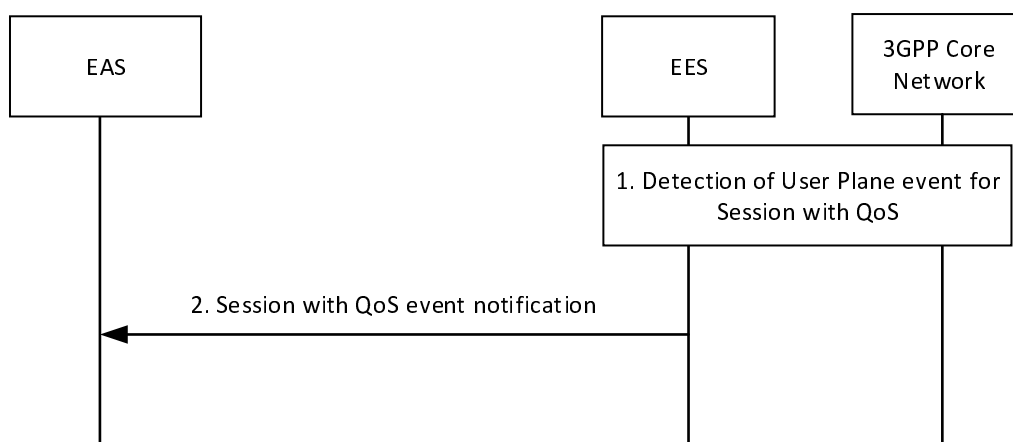 EAS
EES
3GPP Core
Network
1. Detection of User Plane event for
Session with QoS
2. Session with QoS event notification